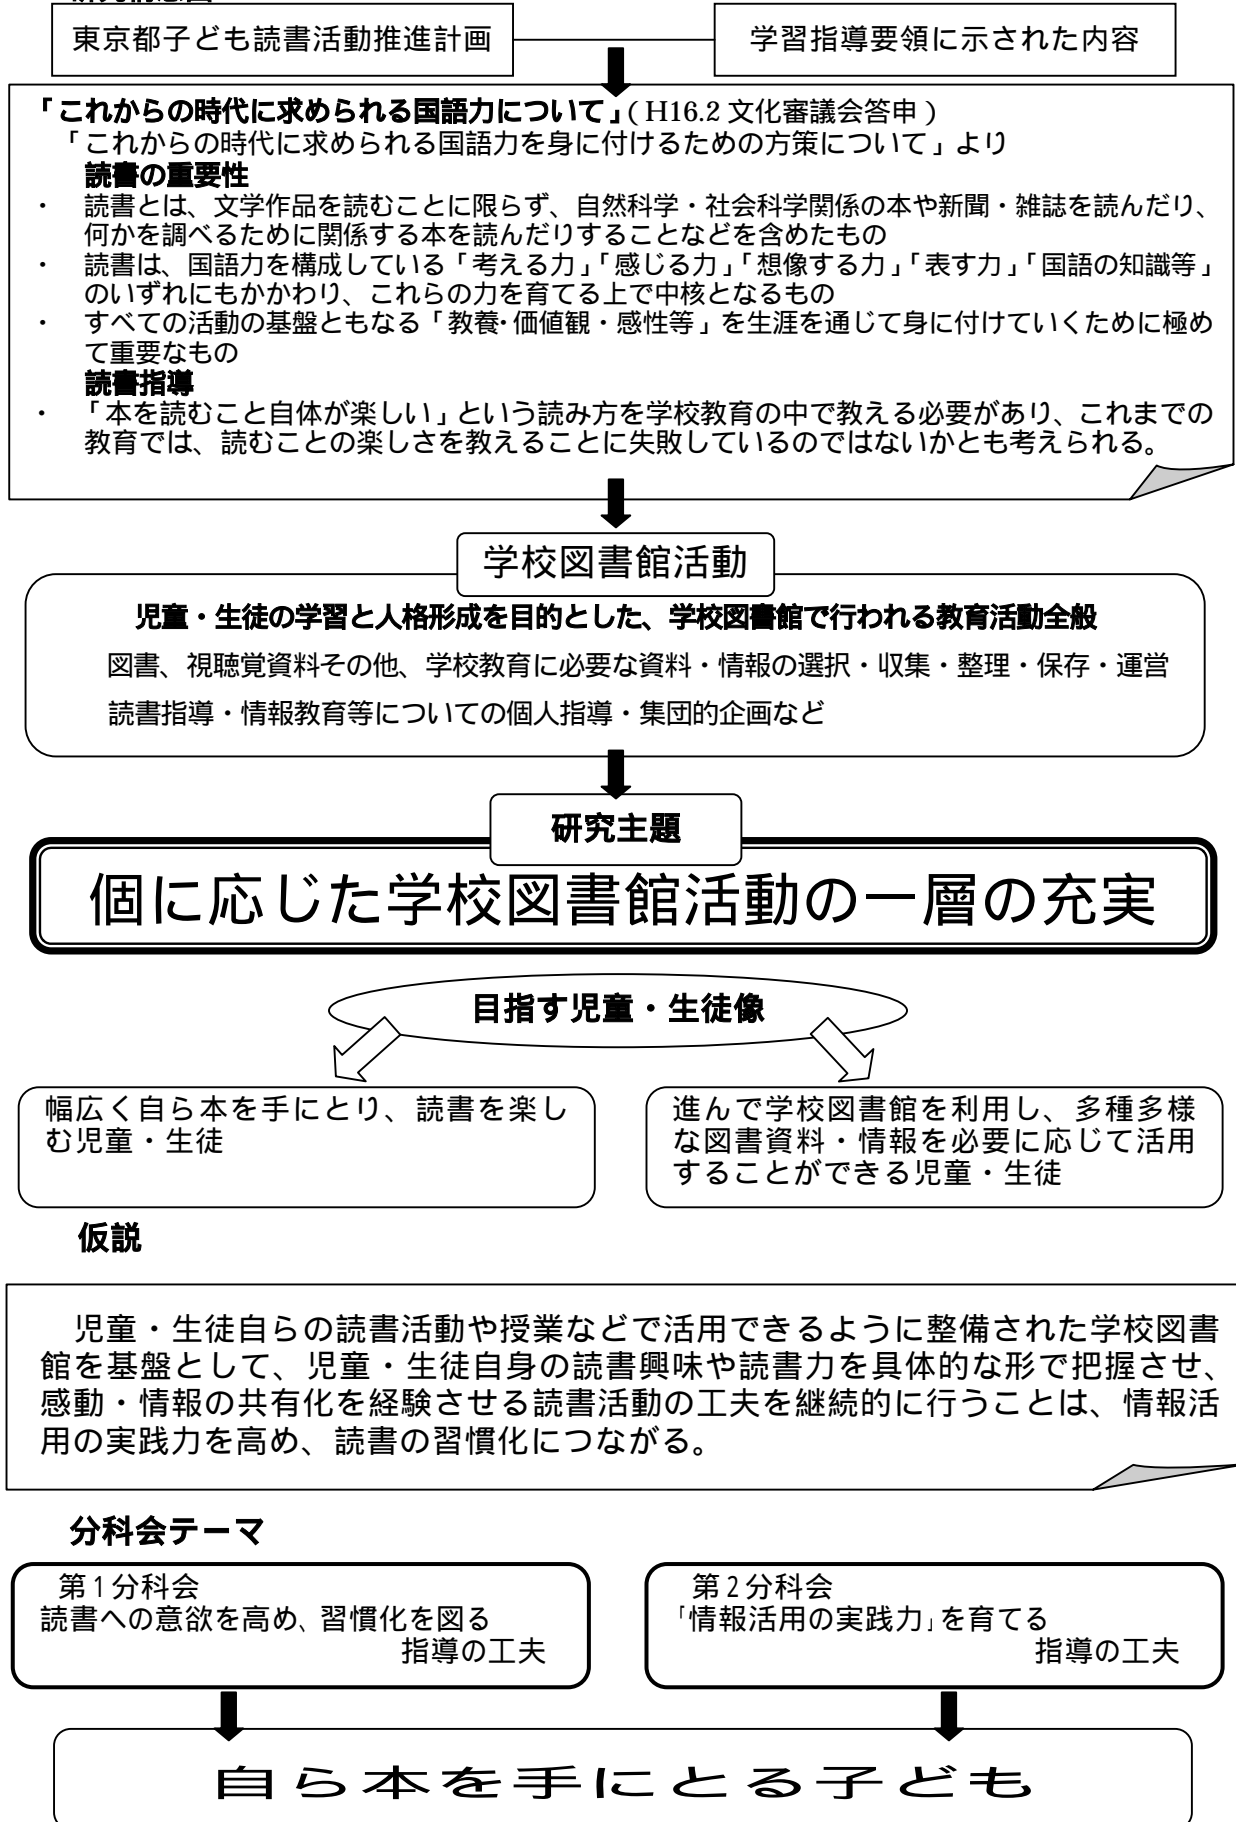 東京都子ども読書活動推進計画
学習指導要領に示された内容
「これからの時代に求められる国語力について」(H16.2 文化審議会答申)
「これからの時代に求められる国語力を身に付けるための方策について」より
読書の重要性
・ 読書とは、文学作品を読むことに限らず、自然科学・社会科学関係の本や新聞・雑誌を読んだり、
何かを調べるために関係する本を読んだりすることなどを含めたもの
・ 読書は、国語力を構成している「考える力」「感じる力」「想像する力」「表す力」「国語の知識等」
のいずれにもかかわり、これらの力を育てる上で中核となるもの
・ すべての活動の基盤ともなる「教養・価値観・感性等」を生涯を通じて身に付けていくために極め
て重要なもの
読書指導
・ 「本を読むこと自体が楽しい」という読み方を学校教育の中で教える必要があり、これまでの
教育では、読むことの楽しさを教えることに失敗しているのではないかとも考えられる。
学校図書館活動
児童・生徒の学習と人格形成を目的とした、学校図書館で行われる教育活動全般
図書、視聴覚資料その他、学校教育に必要な資料・情報の選択・収集・整理・保存・運営
読書指導・情報教育等についての個人指導・集団的企画など
研究主題
個に応じた学校図書館活動の一層の充実
目指す児童・生徒像
幅広く自ら本を手にとり、読書を楽し
む児童・生徒
進んで学校図書館を利用し、多種多様
な図書資料・情報を必要に応じて活用
することができる児童・生徒
仮説
児童・生徒自らの読書活動や授業などで活用できるように整備された学校図書
館を基盤として、児童・生徒自身の読書興味や読書力を具体的な形で把握させ、
感動・情報の共有化を経験させる読書活動の工夫を継続的に行うことは、情報活
用の実践力を高め、読書の習慣化につながる。
分科会テーマ
第1分科会
読書への意欲を高め、習慣化を図る
指導の工夫
第2分科会
「情報活用の実践力」を育てる
指導の工夫
自ら本を手にとる子ども